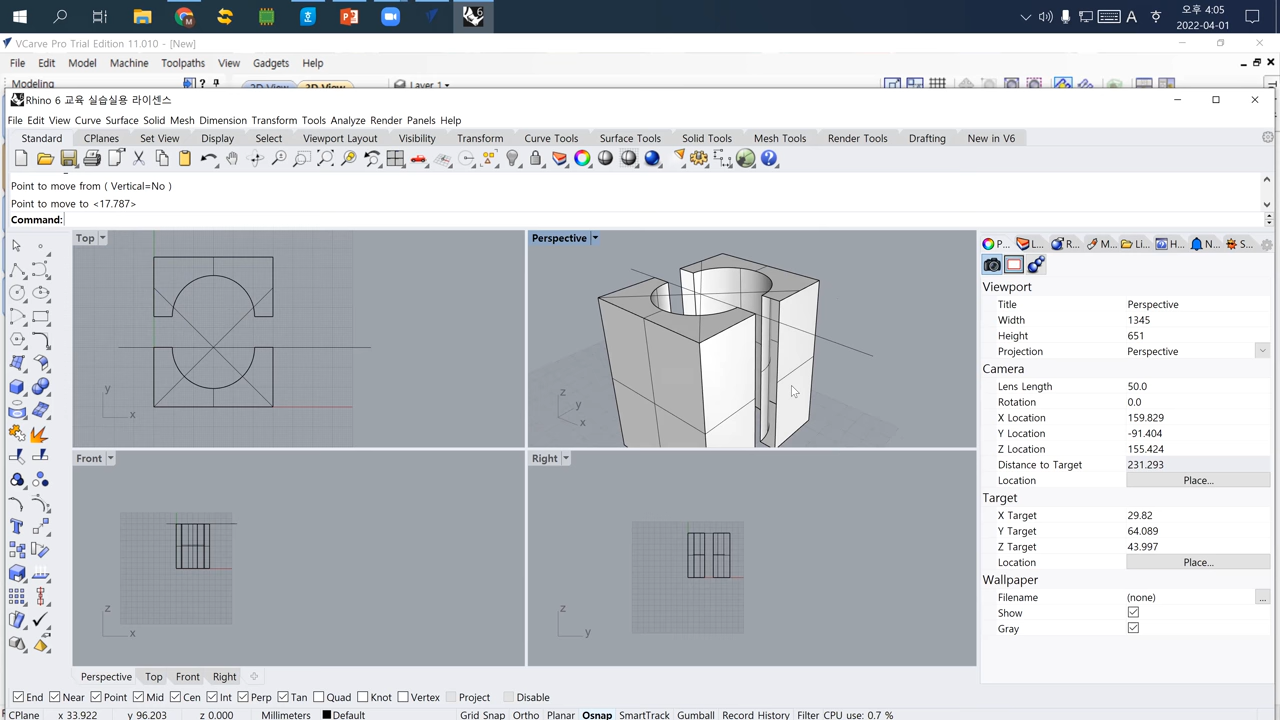 A
오후 4:05
2022-04-01
VCarve Pro Trial Edition 11.010 - [New]
File Edit Model Machine Toolpaths View Gadgets Help
Modeling
2D View 3D View Layer 1
Rhino 6 교육 실습실용 라이센스
File Edit View Curve Surface Solid Mesh Dimension Transform Tools Analyze Render Panels Help
Standard CPlanes Set View Display Select Viewport Layout Visibility Transform Curve Tools Surface Tools Solid Tools Mesh Tools Render Tools Drafting New in V6
Point to move from ( Vertical=No )
Point to move to <17.787>
Command:
Top
y
x
Perspective
z
y
x
Front
z
x
Right
z
y
P... L... R... M... Li... H... N... S...
Viewport
Title Perspective
Width 1345
Height 651
Projection Perspective
Camera
Lens Length 50.0
Rotation 0.0
X Location 159.829
Y Location -91.404
Z Location 155.424
Distance to Target 231.293
Location Place...
Target
X Target 29.82
Y Target 64.089
Z Target 43.997
Location Place...
Wallpaper
Filename (none) ...
Show
Gray
Perspective Top Front Right
End Near Point Mid Cen Int Perp Tan Quad Knot Vertex Project Disable
CPlane x 33.922 y 96.203 z 0.000 Millimeters Default Grid Snap Ortho Planar Osnap SmartTrack Gumball Record History Filter CPU use: 0.7 %